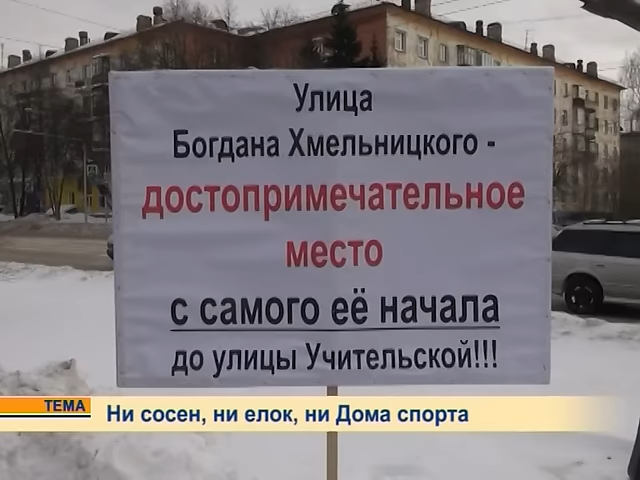 Улица
Богдана Хмельницкого -
достопримечательное
место
с самого её начала
до улицы Учительской!!!
ТЕМА
Ни сосен, ни елок, ни Дома спорта